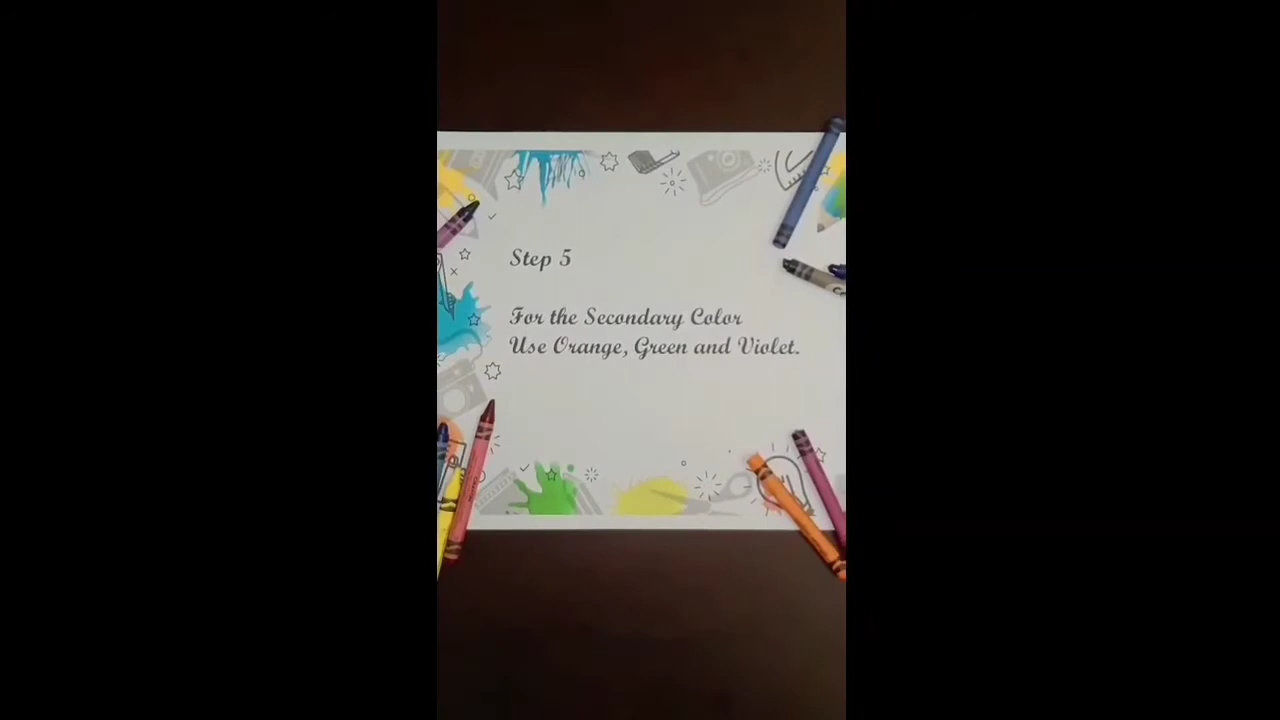 Step 5
For the Secondary Color
Use Orange, Green and Violet.